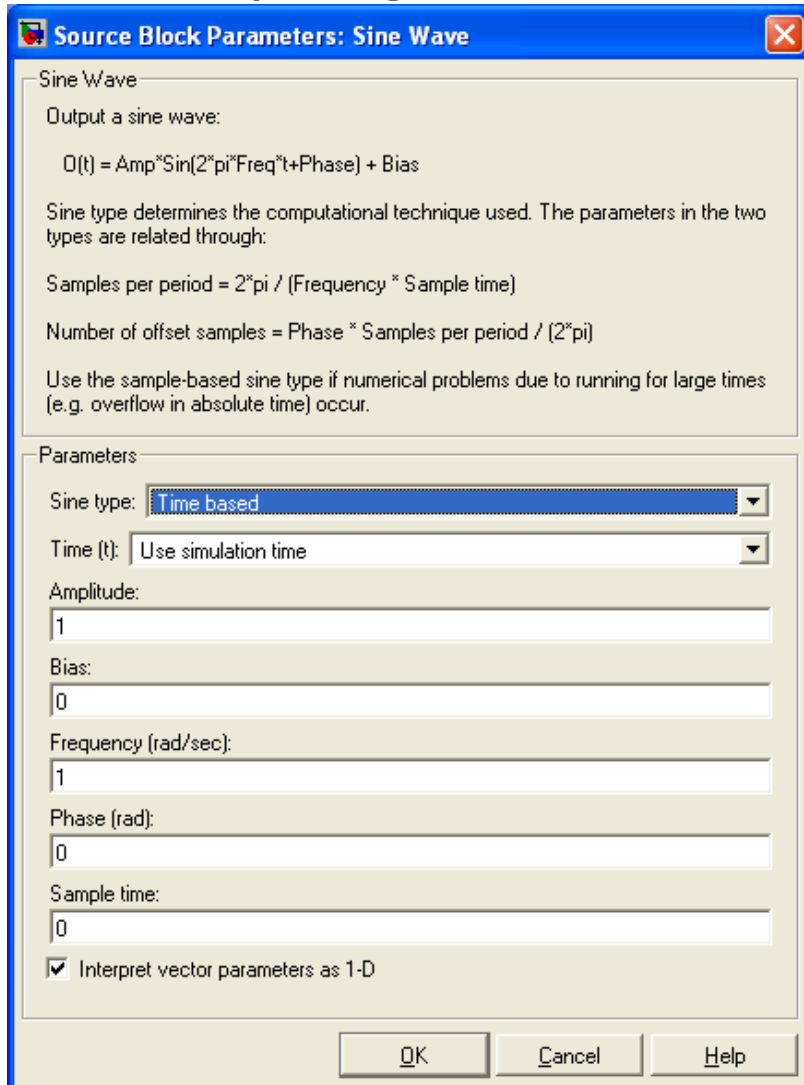 Source Block Parameters: Sine Wave
Sine Wave
Output a sine wave:
O(t) = Amp*Sin(2*pi*Freq*t+Phase) + Bias
Sine type determines the computational technique used. The parameters in the two
types are related through:
Samples per period = 2*pi / (Frequency * Sample time)
Number of offset samples = Phase * Samples per period / (2*pi)
Use the sample-based sine type if numerical problems due to running for large times
(e.g. overflow in absolute time) occur.
Parameters
Sine type: Time based
Time (t): Use simulation time
Amplitude:
1
Bias:
0
Frequency (rad/sec):
1
Phase (rad):
0
Sample time:
0
Interpret vector parameters as 1-D
OK Cancel Help